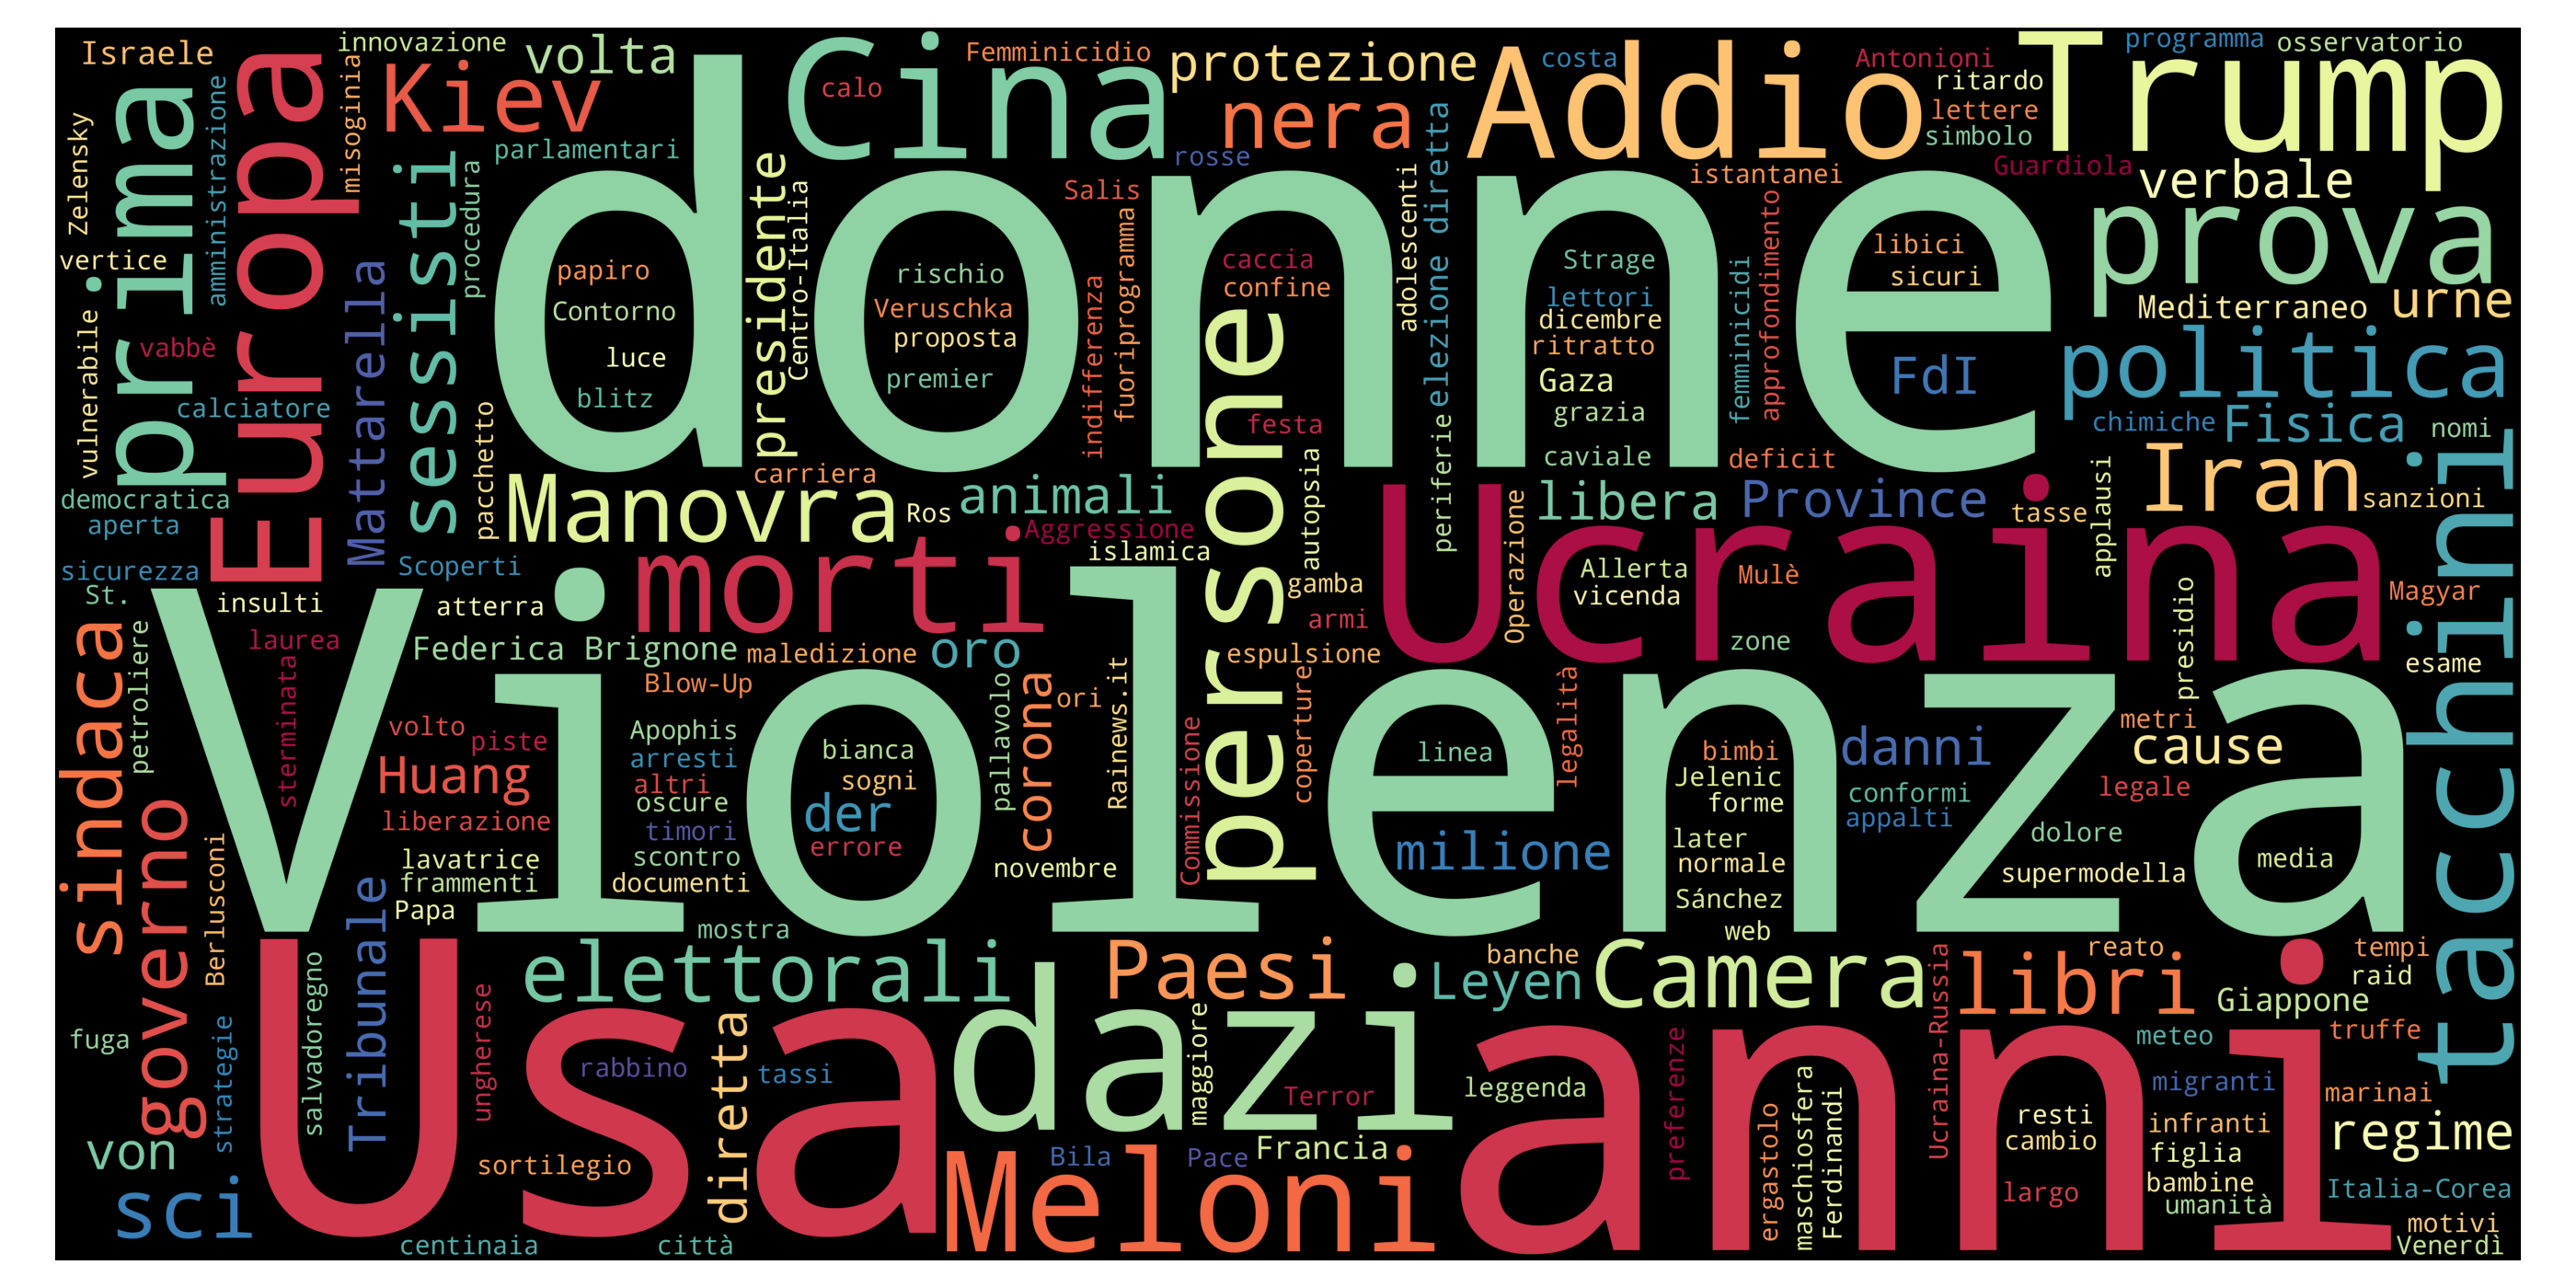 donne
Violenza
Usa
anni
Ucraina
Cina
Addio
Trump
Europa
prima
dazi
Meloni
persone
tacchini
prova
politica
morti
Manovra
sessisti
Kiev
Iran
Camera
libri
elettorali
Paesi
governo
sindaca
sci
nera
volta
protezione
presidente
Mattarella
animali
libera
Province
Fisica
FdI
verbale
urne
Mediterraneo
regime
Giappone
Leyen
von
der
Tribunale
diretta
Huang
corona
oro
milione
danni
cause
Federica Brignone
elezione diretta
Israele
innovazione
Femminicidio
calo
costa
Antonioni
ritardo
lettere
simbolo
programma
osservatorio
Guardiola
Zelensky
amministrazione
misoginia
vertice
parlamentari
procedura
Centro-Italia
Salis
rosse
fuoriprogramma
indifferenza
caccia
confine
adolescenti
istantanei
Strage
lettori
dicembre
ritratto
Gaza
grazia
femminicidi
approfondimento
libici
sicuri
papiro
Contorno
luce
blitz
rischio
Veruschka
proposta
premier
vulnerabile
vabbè
calciatore
pacchetto
carriera
festa
autopsia
periferie
caviale
deficit
chimiche
nomi
sanzioni
tasse
applausi
democratica
aperta
sicurezza
St.
Scoperti
insulti
atterra
Ros
Aggressione
islamica
gamba
armi
Operazione
Allerta
vicenda
Mulè
zone
Magyar
presidio
esame
petroliere
laurea
sterminata
maledizione
Blow-Up
espulsione
pallavolo
ori
Rainews.it
Commissione
coperture
legalità
linea
bimbi
Jelenic
forme
metri
legale
conformi
appalti
volto
piste
liberazione
Apophis
arresti
altri
oscure
timori
scontro
documenti
bianca
sogni
errore
novembre
later
normale
Sánchez
web
dolore
supermodella
media
lavatrice
frammenti
Papa
Berlusconi
mostra
banche
reato
tempi
raid
truffe
meteo
migranti
marinai
infranti
figlia
bambine
umanità
Italia-Corea
motivi
Venerdì
resti
cambio
largo
Ucraina-Russia
preferenze
ergastolo
maschiosfera
Ferdinandi
leggenda
Terror
maggiore
Francia
Pace
Bila
tassi
rabbino
ungherese
salvadoregno
fuga
strategie
sortilegio
centinaia
città